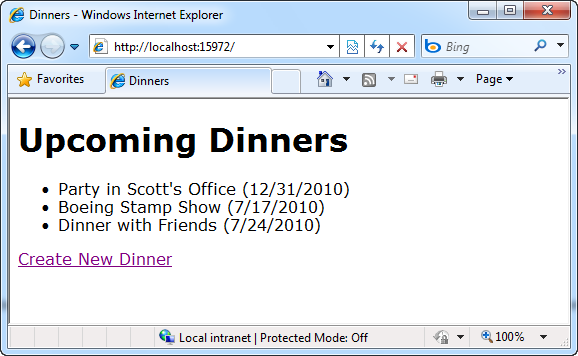 Dinners - Windows Internet Explorer
http://localhost:15972/
Bing
Favorites
Dinners
Page
Upcoming Dinners
• Party in Scott's Office (12/31/2010)
• Boeing Stamp Show (7/17/2010)
• Dinner with Friends (7/24/2010)
Create New Dinner
Local intranet | Protected Mode: Off
100%